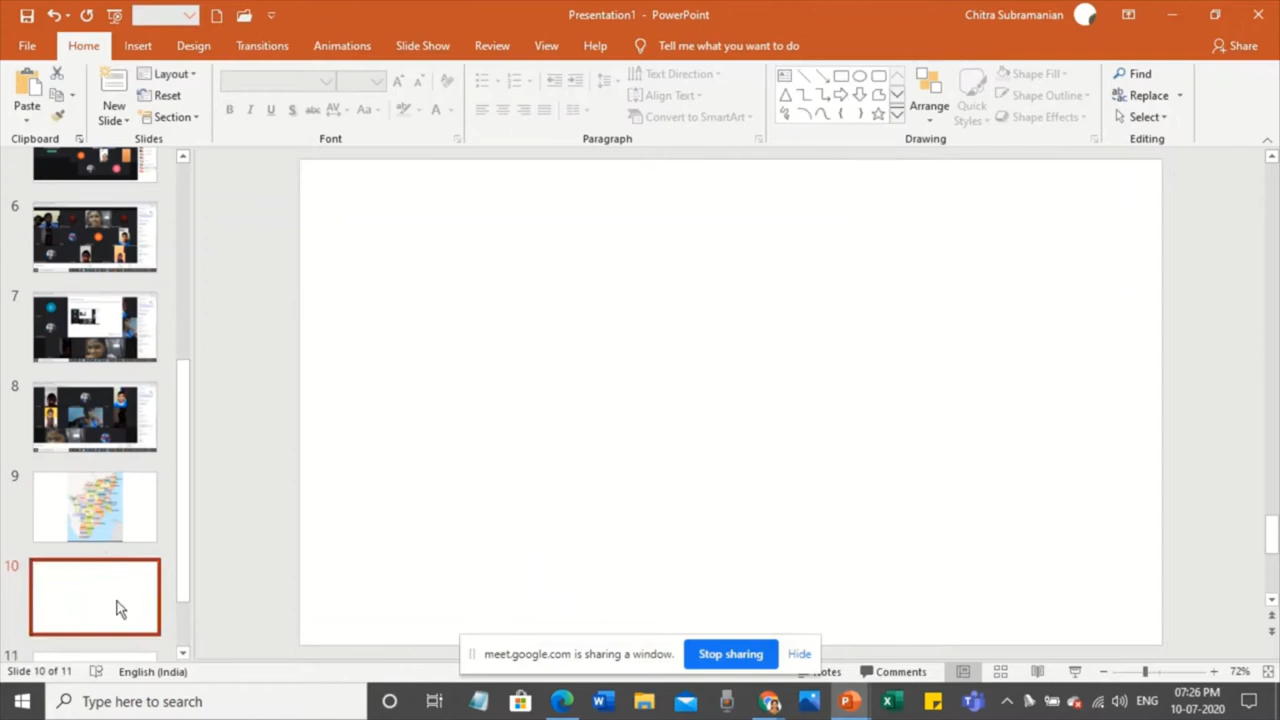 Presentation1 - PowerPoint
Chitra Subramanian
File
Home
Insert
Design
Transitions
Animations
Slide Show
Review
View
Help
Tell me what you want to do
Share
Paste
New
Slide
Layout
Reset
Section
Text Direction
Align Text
Convert to SmartArt
Arrange
Quick
Styles
Shape Fill
Shape Outline
Shape Effects
Find
Replace
Select
Clipboard
Slides
Font
Paragraph
Drawing
Editing
6
7
8
9
10
11
meet.google.com is sharing a window.
Stop sharing
Hide
Slide 10 of 11
English (India)
Comments
72%
Type here to search
ENG
07:26 PM
10-07-2020